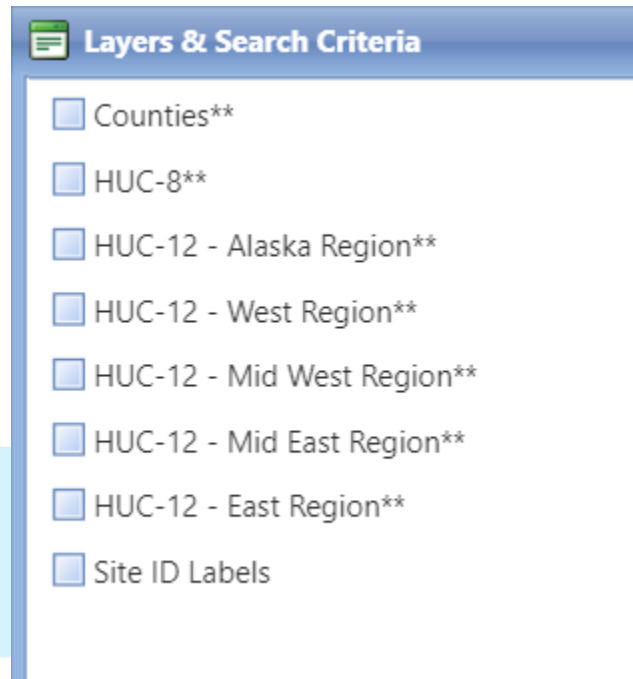 Layers & Search Criteria
Counties**
HUC-8**
HUC-12 - Alaska Region**
HUC-12 - West Region**
HUC-12 - Mid West Region**
HUC-12 - Mid East Region**
HUC-12 - East Region**
Site ID Labels